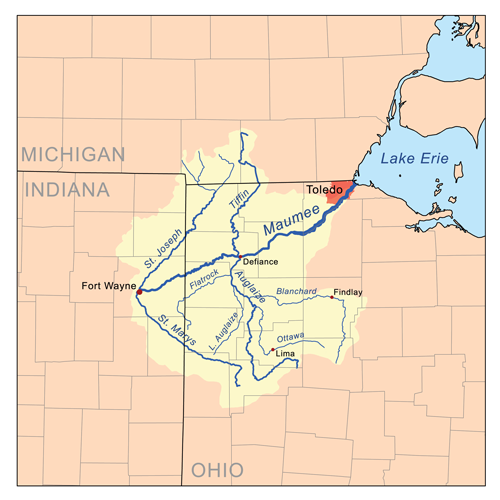 MICHIGAN
INDIANA
Lake Erie
Toledo
Tiffin
Maumee
St. Joseph
Defiance
Fort Wayne
Flatrock
Auglaize
Blanchard
Findlay
St. Marys
L. Auglaize
Ottawa
Lima
OHIO